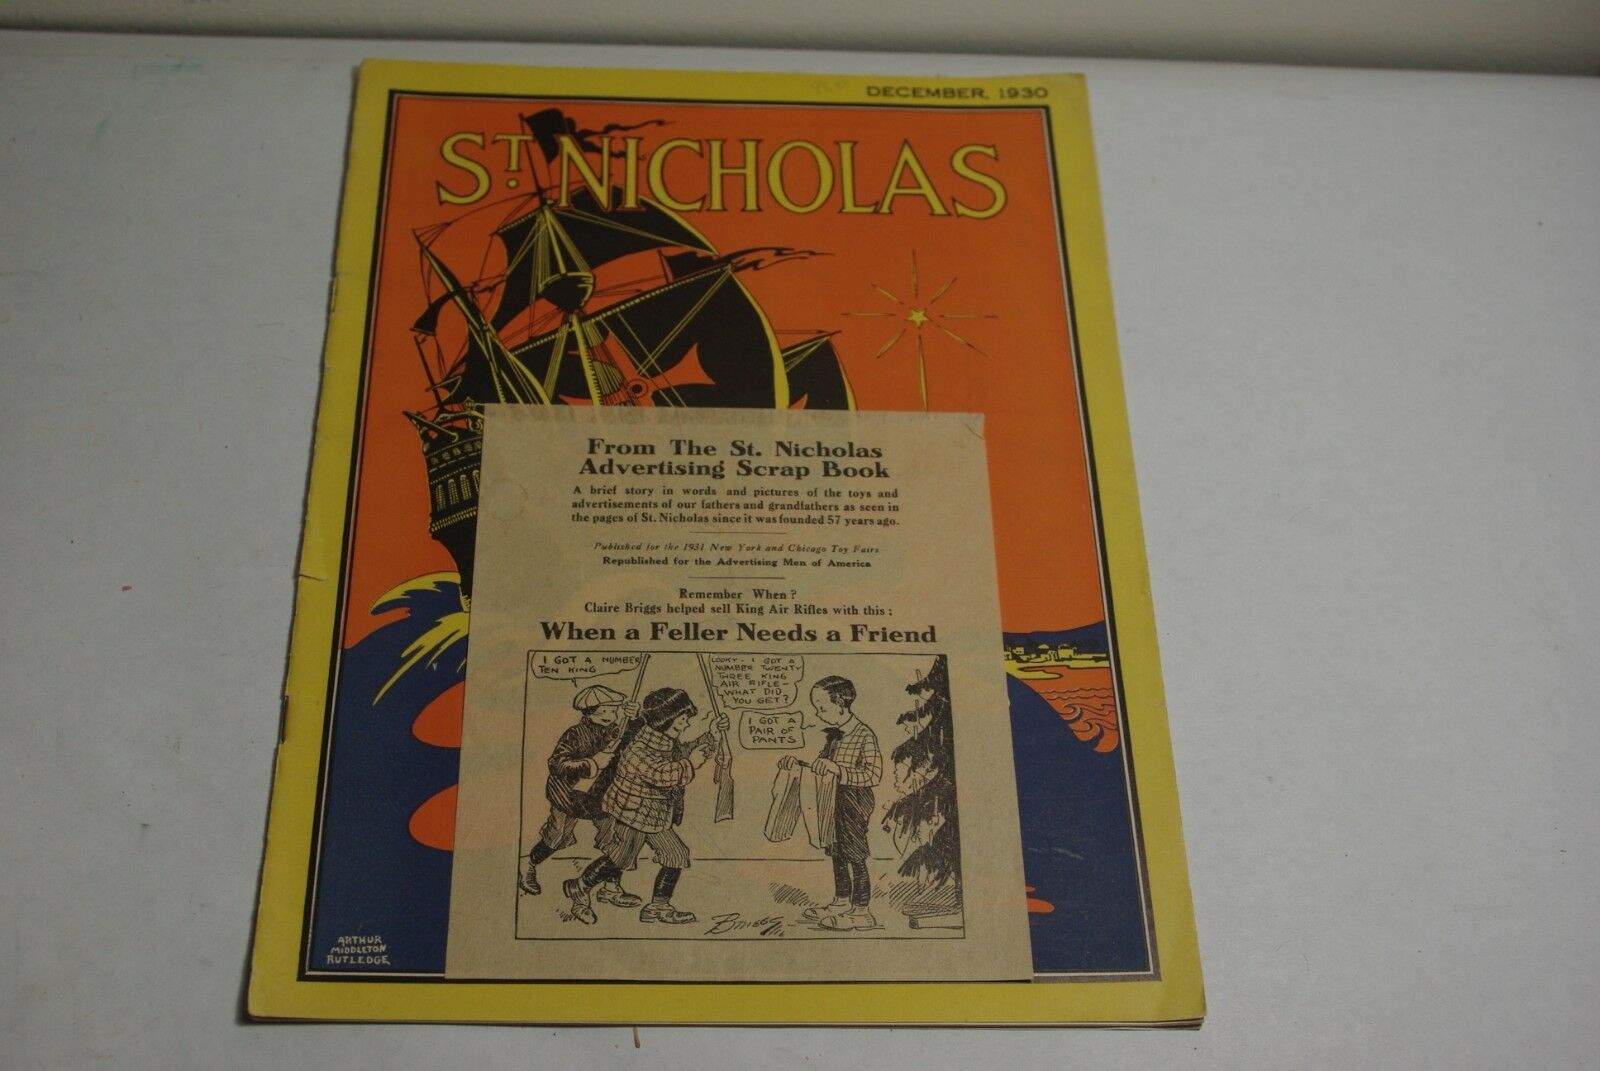 DECEMBER, 1930
ST. NICHOLAS
From The St. Nicholas
Advertising Scrap Book
A brief story in words and pictures of the toys and
advertisements of our fathers and grandfathers as seen in
the pages of St. Nicholas since it was founded 57 years ago.
Published for the 1931 New York and Chicago Toy Fairs
Republished for the Advertising Men of America
Remember When?
Claire Briggs helped sell King Air Rifles with this:
When a Feller Needs a Friend
I GOT A NUMBER
TEN KING
LOOKY - I GOT A
NUMBER TWENTY
THREE KING
AIR RIFLE -
WHAT DID
YOU GET?
I GOT A
PAIR OF
PANTS
BRIGGS
ARTHUR
MIDDLETON
RUTLEDGE